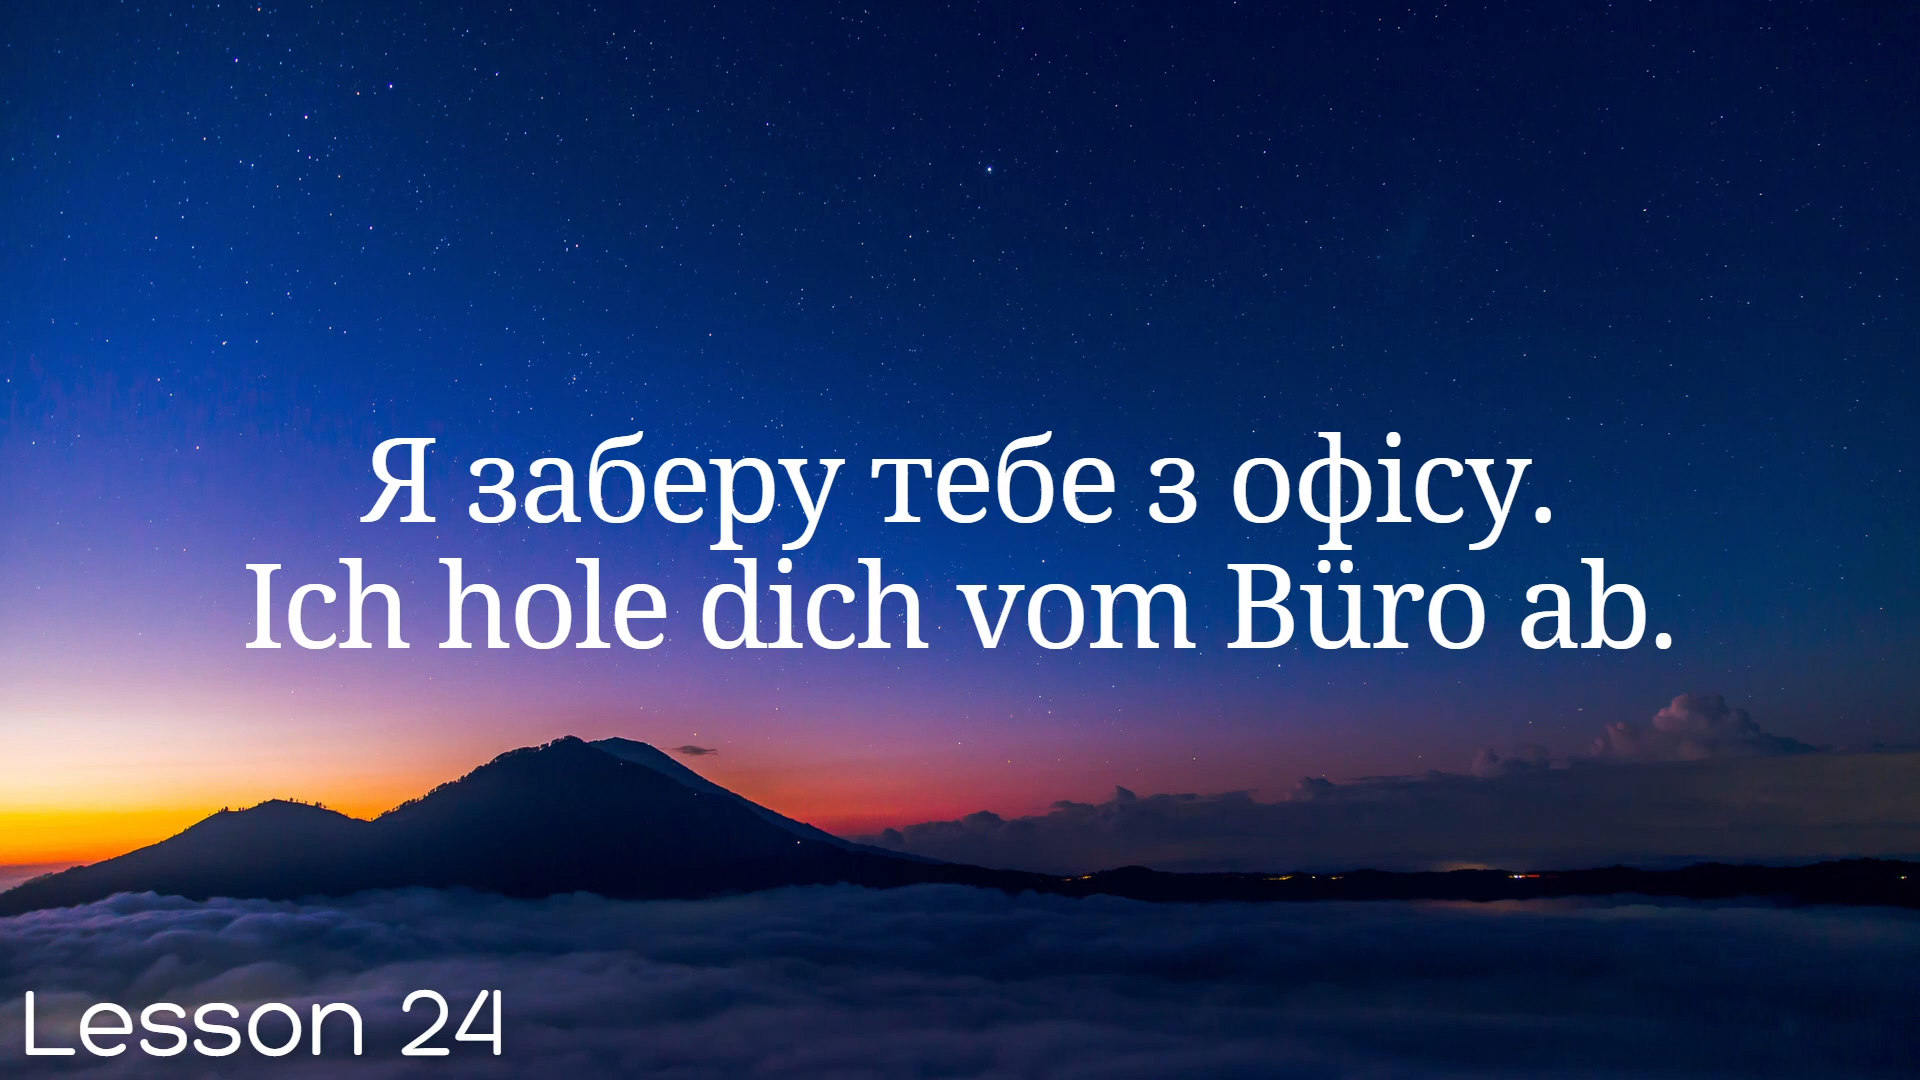 Я заберу тебе з офісу.
Ich hole dich vom Büro ab.
Lesson 24